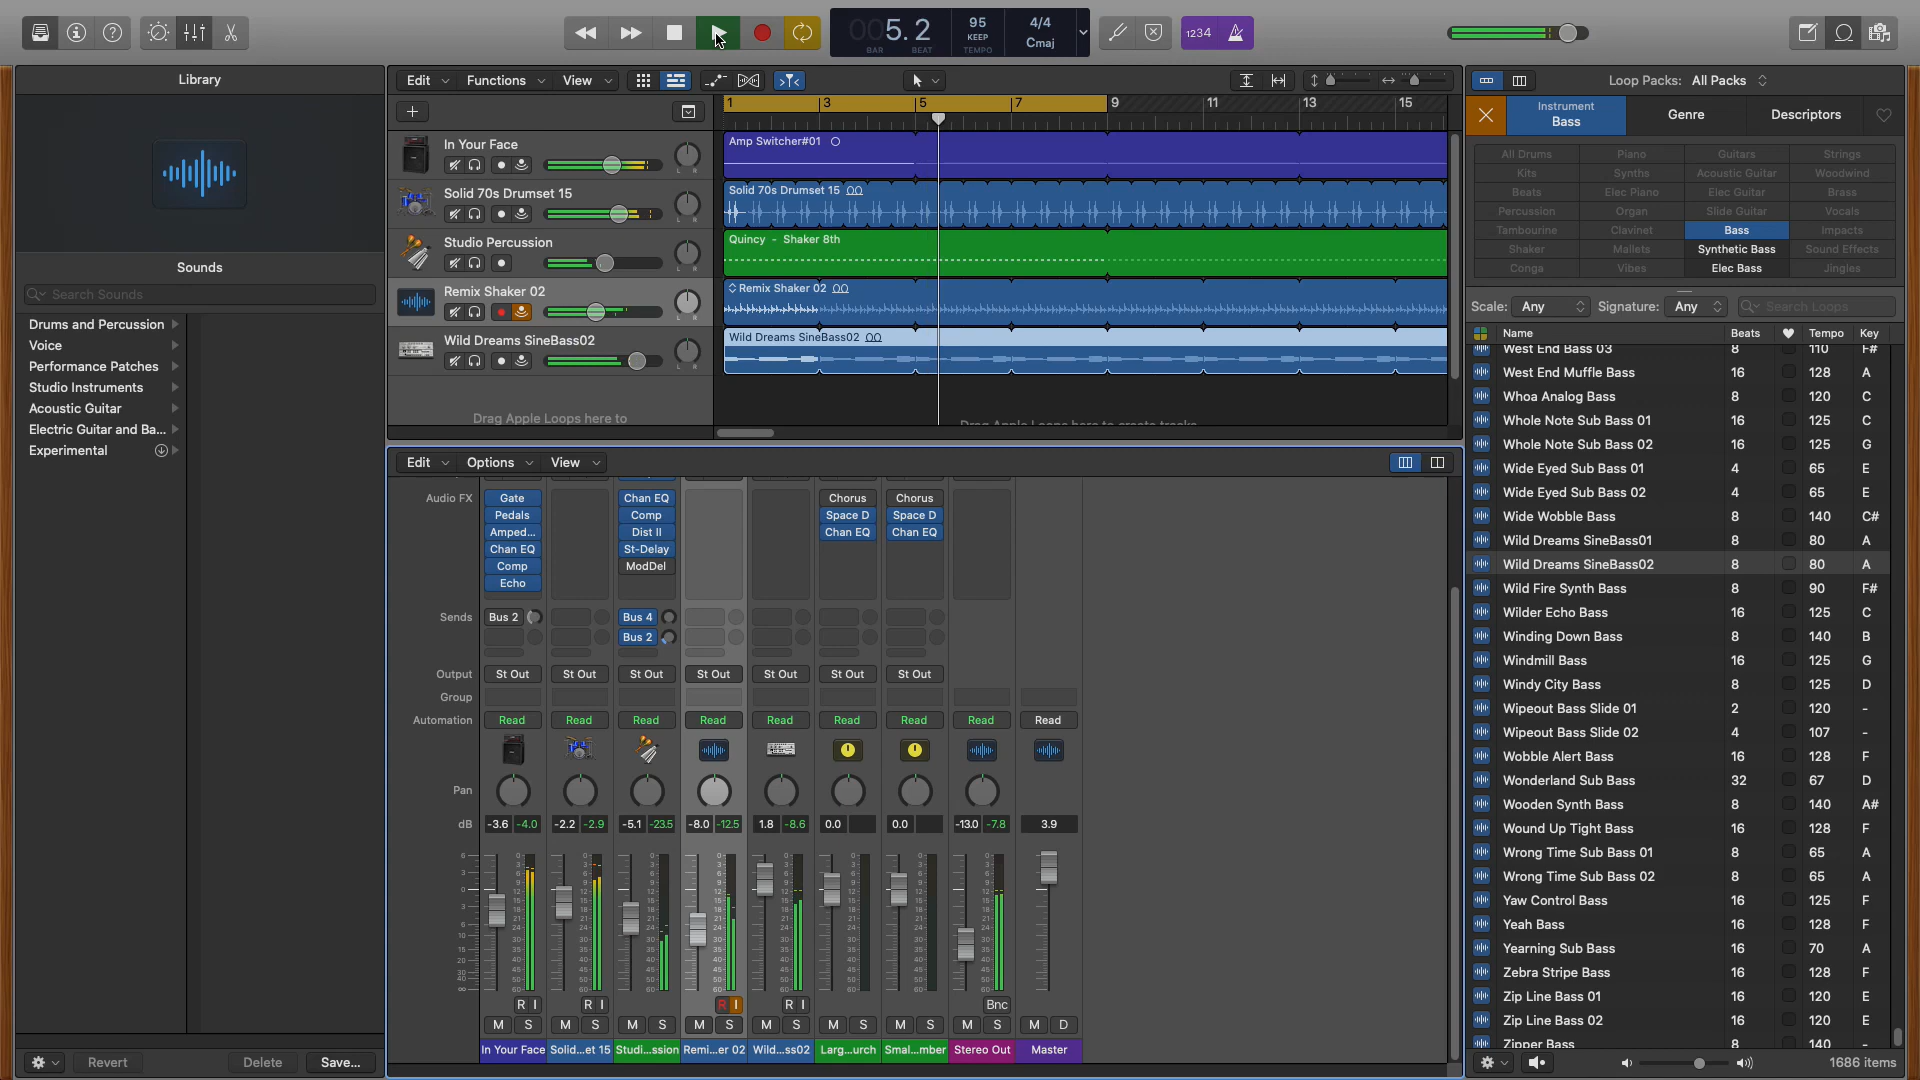 5. 2
BAR BEAT
95
KEEP
TEMPO
4/4
Cmaj
1234
Library
Sounds
Search Sounds
Drums and Percussion
Voice
Performance Patches
Studio Instruments
Acoustic Guitar
Electric Guitar and Ba...
Experimental
Revert
Delete
Save...
Edit
Functions
View
1 3 5 7 9 11 13 15
In Your Face
Solid 70s Drumset 15
Studio Percussion
Remix Shaker 02
Wild Dreams SineBass02
L R
Drag Apple Loops here to
Amp Switcher#01
Solid 70s Drumset 15
Quincy - Shaker 8th
Remix Shaker 02
Wild Dreams SineBass02
Edit
Options
View
Audio FX
Gate
Pedals
Amped...
Chan EQ
Comp
Echo
Chan EQ
Comp
Dist II
St-Delay
ModDel
Chorus
Space D
Chan EQ
Chorus
Space D
Chan EQ
Sends
Bus 2
Bus 4
Bus 2
Output
St Out St Out St Out St Out St Out St Out St Out
Group
Automation
Read Read Read Read Read Read Read Read Read
Pan
dB
-3.6 -4.0 -2.2 -2.9 -5.1 -23.5 -8.0 -12.5 1.8 -8.6 0.0 0.0 -13.0 -7.8 3.9
R I R I R I R I Bnc
M S M S M S M S M S M S M S M S M D
In Your Face Solid...et 15 Studi...ssion Remi...er 02 Wild...ss02 Larg...urch Smal...mber Stereo Out Master
Loop Packs: All Packs
Instrument
Bass
Genre
Descriptors
All Drums Piano Guitars Strings
Kits Synths Acoustic Guitar Woodwind
Beats Elec Piano Elec Guitar Brass
Percussion Organ Slide Guitar Vocals
Tambourine Clavinet Bass Impacts
Shaker Mallets Synthetic Bass Sound Effects
Conga Vibes Elec Bass Jingles
Scale: Any Signature: Any Search Loops
Name Beats Tempo Key
West End Bass 03 8 110 F#
West End Muffle Bass 16 128 A
Whoa Analog Bass 8 120 C
Whole Note Sub Bass 01 16 125 C
Whole Note Sub Bass 02 16 125 G
Wide Eyed Sub Bass 01 4 65 E
Wide Eyed Sub Bass 02 4 65 E
Wide Wobble Bass 8 140 C#
Wild Dreams SineBass01 8 80 A
Wild Dreams SineBass02 8 80 A
Wild Fire Synth Bass 8 90 F#
Wilder Echo Bass 16 125 C
Winding Down Bass 8 140 B
Windmill Bass 16 125 G
Windy City Bass 8 125 D
Wipeout Bass Slide 01 2 120 -
Wipeout Bass Slide 02 4 107 -
Wobble Alert Bass 16 128 F
Wonderland Sub Bass 32 67 D
Wooden Synth Bass 8 140 A#
Wound Up Tight Bass 16 128 F
Wrong Time Sub Bass 01 8 65 A
Wrong Time Sub Bass 02 8 65 A
Yaw Control Bass 16 125 F
Yeah Bass 16 128 F
Yearning Sub Bass 16 70 A
Zebra Stripe Bass 16 128 F
Zip Line Bass 01 16 120 E
Zip Line Bass 02 16 120 E
Zipper Bass 8 140 -
1686 items